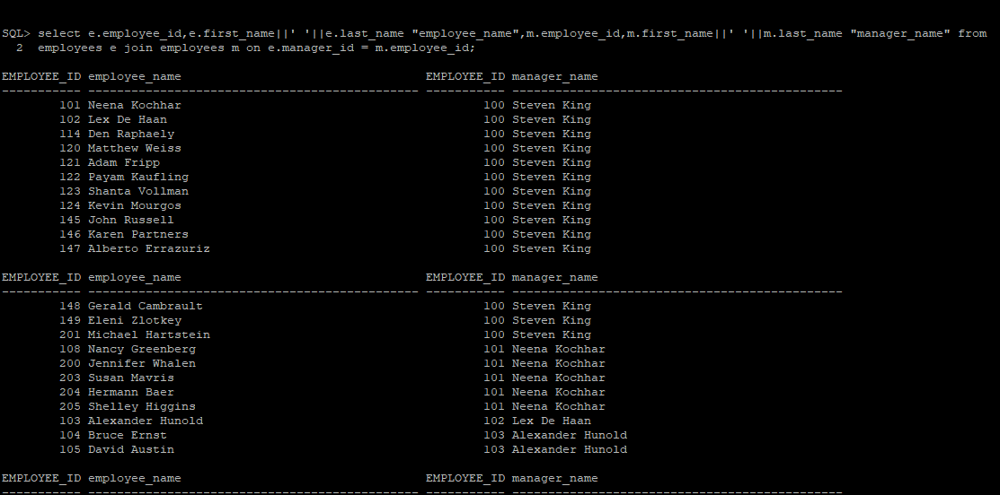 SQL> select e.employee_id,e.first_name||' '||e.last_name "employee_name",m.employee_id,m.first_name||' '||m.last_name "manager_name" from
  2  employees e join employees m on e.manager_id = m.employee_id;
EMPLOYEE_ID employee_name                                  EMPLOYEE_ID manager_name
----------- ---------------------------------------------- ----------- ----------------------------------------------
        101 Neena Kochhar                                          100 Steven King
        102 Lex De Haan                                            100 Steven King
        114 Den Raphaely                                           100 Steven King
        120 Matthew Weiss                                          100 Steven King
        121 Adam Fripp                                             100 Steven King
        122 Payam Kaufling                                         100 Steven King
        123 Shanta Vollman                                         100 Steven King
        124 Kevin Mourgos                                          100 Steven King
        145 John Russell                                           100 Steven King
        146 Karen Partners                                         100 Steven King
        147 Alberto Errazuriz                                      100 Steven King
EMPLOYEE_ID employee_name                                  EMPLOYEE_ID manager_name
----------- ---------------------------------------------- ----------- ----------------------------------------------
        148 Gerald Cambrault                                       100 Steven King
        149 Eleni Zlotkey                                          100 Steven King
        201 Michael Hartstein                                      100 Steven King
        108 Nancy Greenberg                                        101 Neena Kochhar
        200 Jennifer Whalen                                        101 Neena Kochhar
        203 Susan Mavris                                           101 Neena Kochhar
        204 Hermann Baer                                           101 Neena Kochhar
        205 Shelley Higgins                                        101 Neena Kochhar
        103 Alexander Hunold                                       102 Lex De Haan
        104 Bruce Ernst                                            103 Alexander Hunold
        105 David Austin                                           103 Alexander Hunold
EMPLOYEE_ID employee_name                                  EMPLOYEE_ID manager_name
----------- ---------------------------------------------- ----------- ----------------------------------------------